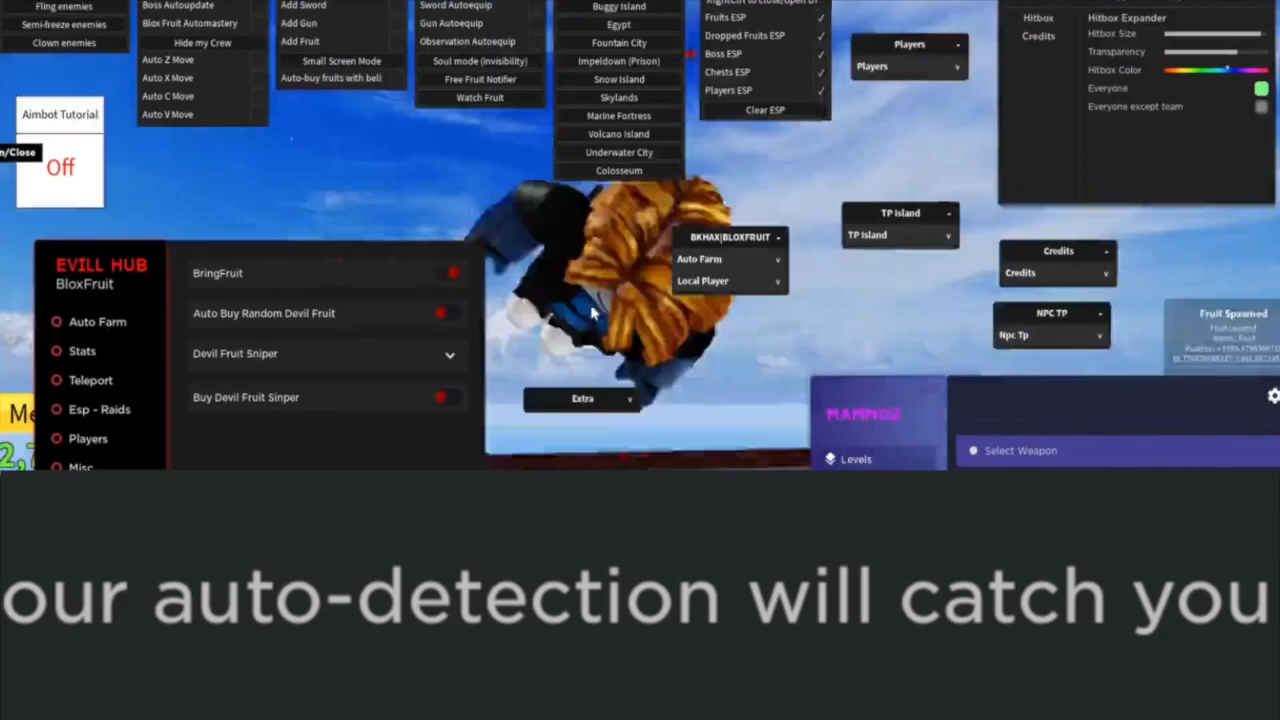 Fling enemies
Semi-freeze enemies
Clown enemies
Boss Autoupdate
Blox Fruit Automastery
Hide my Crew
Auto Z Move
Auto X Move
Auto C Move
Auto V Move
Add Sword
Add Gun
Add Fruit
Small Screen Mode
Auto-buy fruits with beli
Sword Autoequip
Gun Autoequip
Observation Autoequip
Soul mode (invisibility)
Free Fruit Notifier
Watch Fruit
Buggy Island
Egypt
Fountain City
Impeldown (Prison)
Snow Island
Skylands
Marine Fortress
Volcano Island
Underwater City
Colosseum
Fruits ESP
Dropped Fruits ESP
Boss ESP
Chests ESP
Players ESP
Clear ESP
Players
Players
Hitbox
Credits
Hitbox Expander
Hitbox Size
Transparency
Hitbox Color
Everyone
Everyone except team
Aimbot Tutorial
n/Close
Off
EVILL HUB
BloxFruit
Auto Farm
Stats
Teleport
Esp - Raids
Players
Misc
BringFruit
Auto Buy Random Devil Fruit
Devil Fruit Sniper
Buy Devil Fruit Sinper
BKHAX|BLOXFRUIT
Auto Farm
Local Player
Extra
TP Island
TP Island
Credits
Credits
NPC TP
Npc Tp
Fruit Spawned
Me
2,7
MAMMOZ
Levels
Select Weapon
our auto-detection will catch you